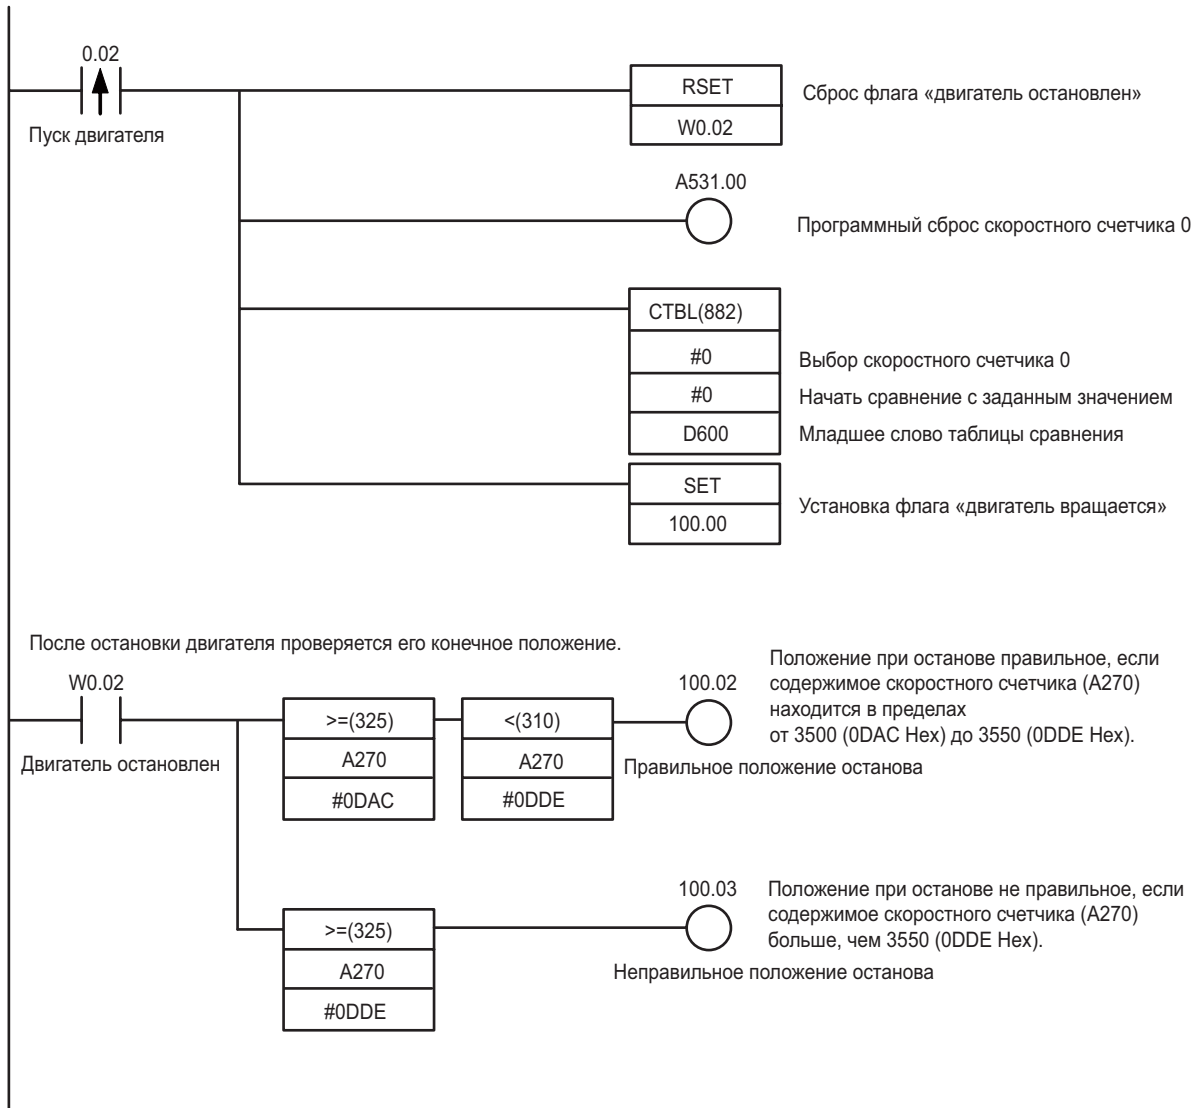 0.02
Пуск двигателя
RSET
W0.02
Сброс флага «двигатель остановлен»
A531.00
Программный сброс скоростного счетчика 0
CTBL(882)
#0
Выбор скоростного счетчика 0
#0
Начать сравнение с заданным значением
D600
Младшее слово таблицы сравнения
SET
100.00
Установка флага «двигатель вращается»
После остановки двигателя проверяется его конечное положение.
W0.02
Двигатель остановлен
>=(325)
A270
#0DAC
<(310)
A270
#0DDE
100.02
Правильное положение останова
Положение при останове правильное, если
содержимое скоростного счетчика (A270)
находится в пределах
от 3500 (0DAC Hex) до 3550 (0DDE Hex).
>=(325)
A270
#0DDE
100.03
Неправильное положение останова
Положение при останове не правильное, если
содержимое скоростного счетчика (A270)
больше, чем 3550 (0DDE Hex).